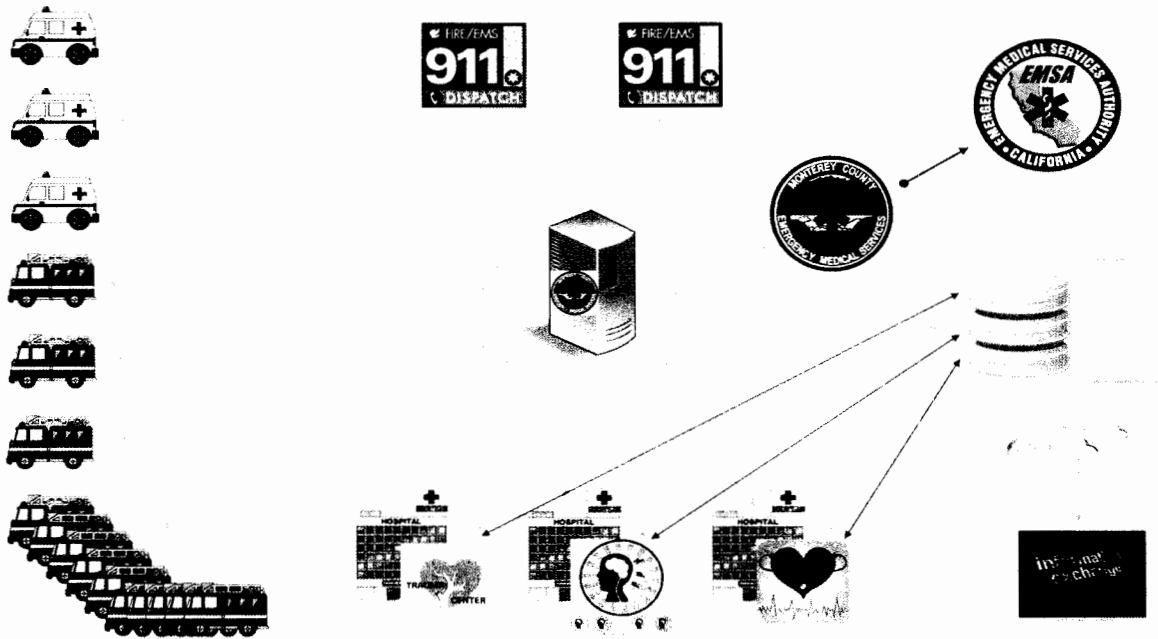 FIRE/EMS
911
DISPATCH
FIRE/EMS
911
DISPATCH
EMERGENCY MEDICAL SERVICES AUTHORITY
EMSA
CALIFORNIA
MONTEREY COUNTY
EMERGENCY MEDICAL SERVICES
HOSPITAL
TRAUMA
CENTER
HOSPITAL
HOSPITAL